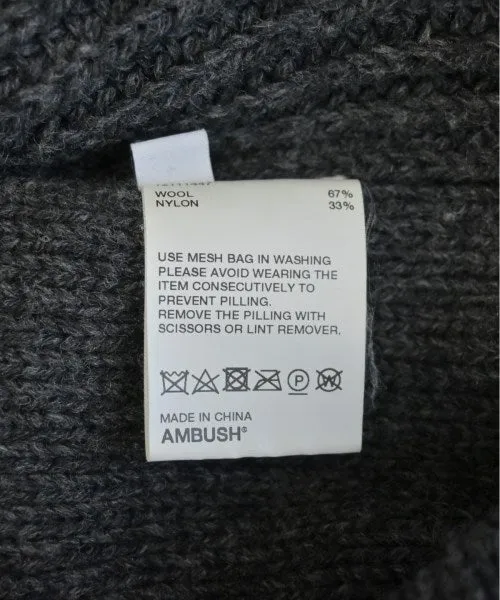 WOOL 67%
NYLON 33%
USE MESH BAG IN WASHING
PLEASE AVOID WEARING THE
ITEM CONSECUTIVELY TO
PREVENT PILLING.
REMOVE THE PILLING WITH
SCISSORS OR LINT REMOVER.
P W
MADE IN CHINA
AMBUSH®